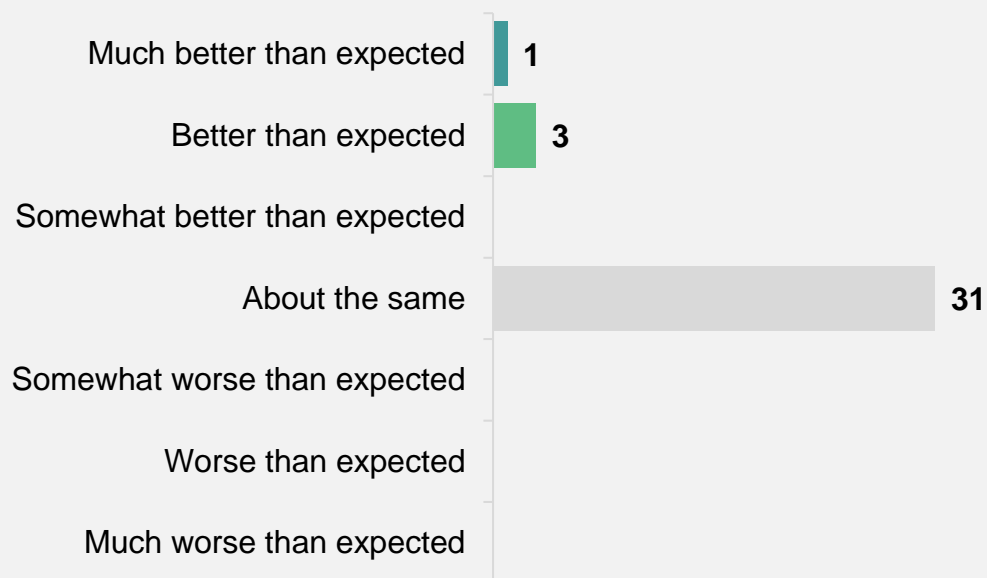 Much better than expected 1
Better than expected 3
Somewhat better than expected
About the same 31
Somewhat worse than expected
Worse than expected
Much worse than expected